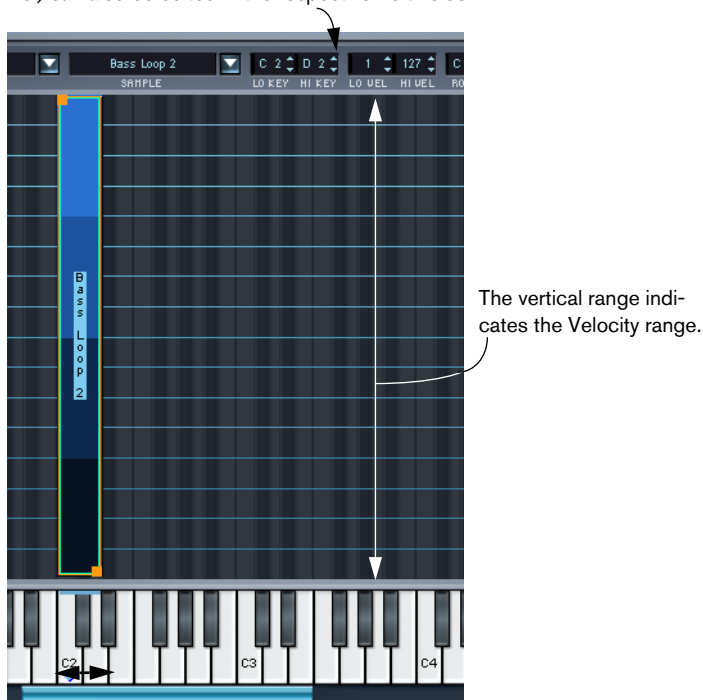 Bass Loop 2 C 2 D 2 1 127 C
SAMPLE LO KEY HI KEY LO VEL HI VEL RO
Bass Loop 2
The vertical range indi-
cates the Velocity range.
C2 C3 C4